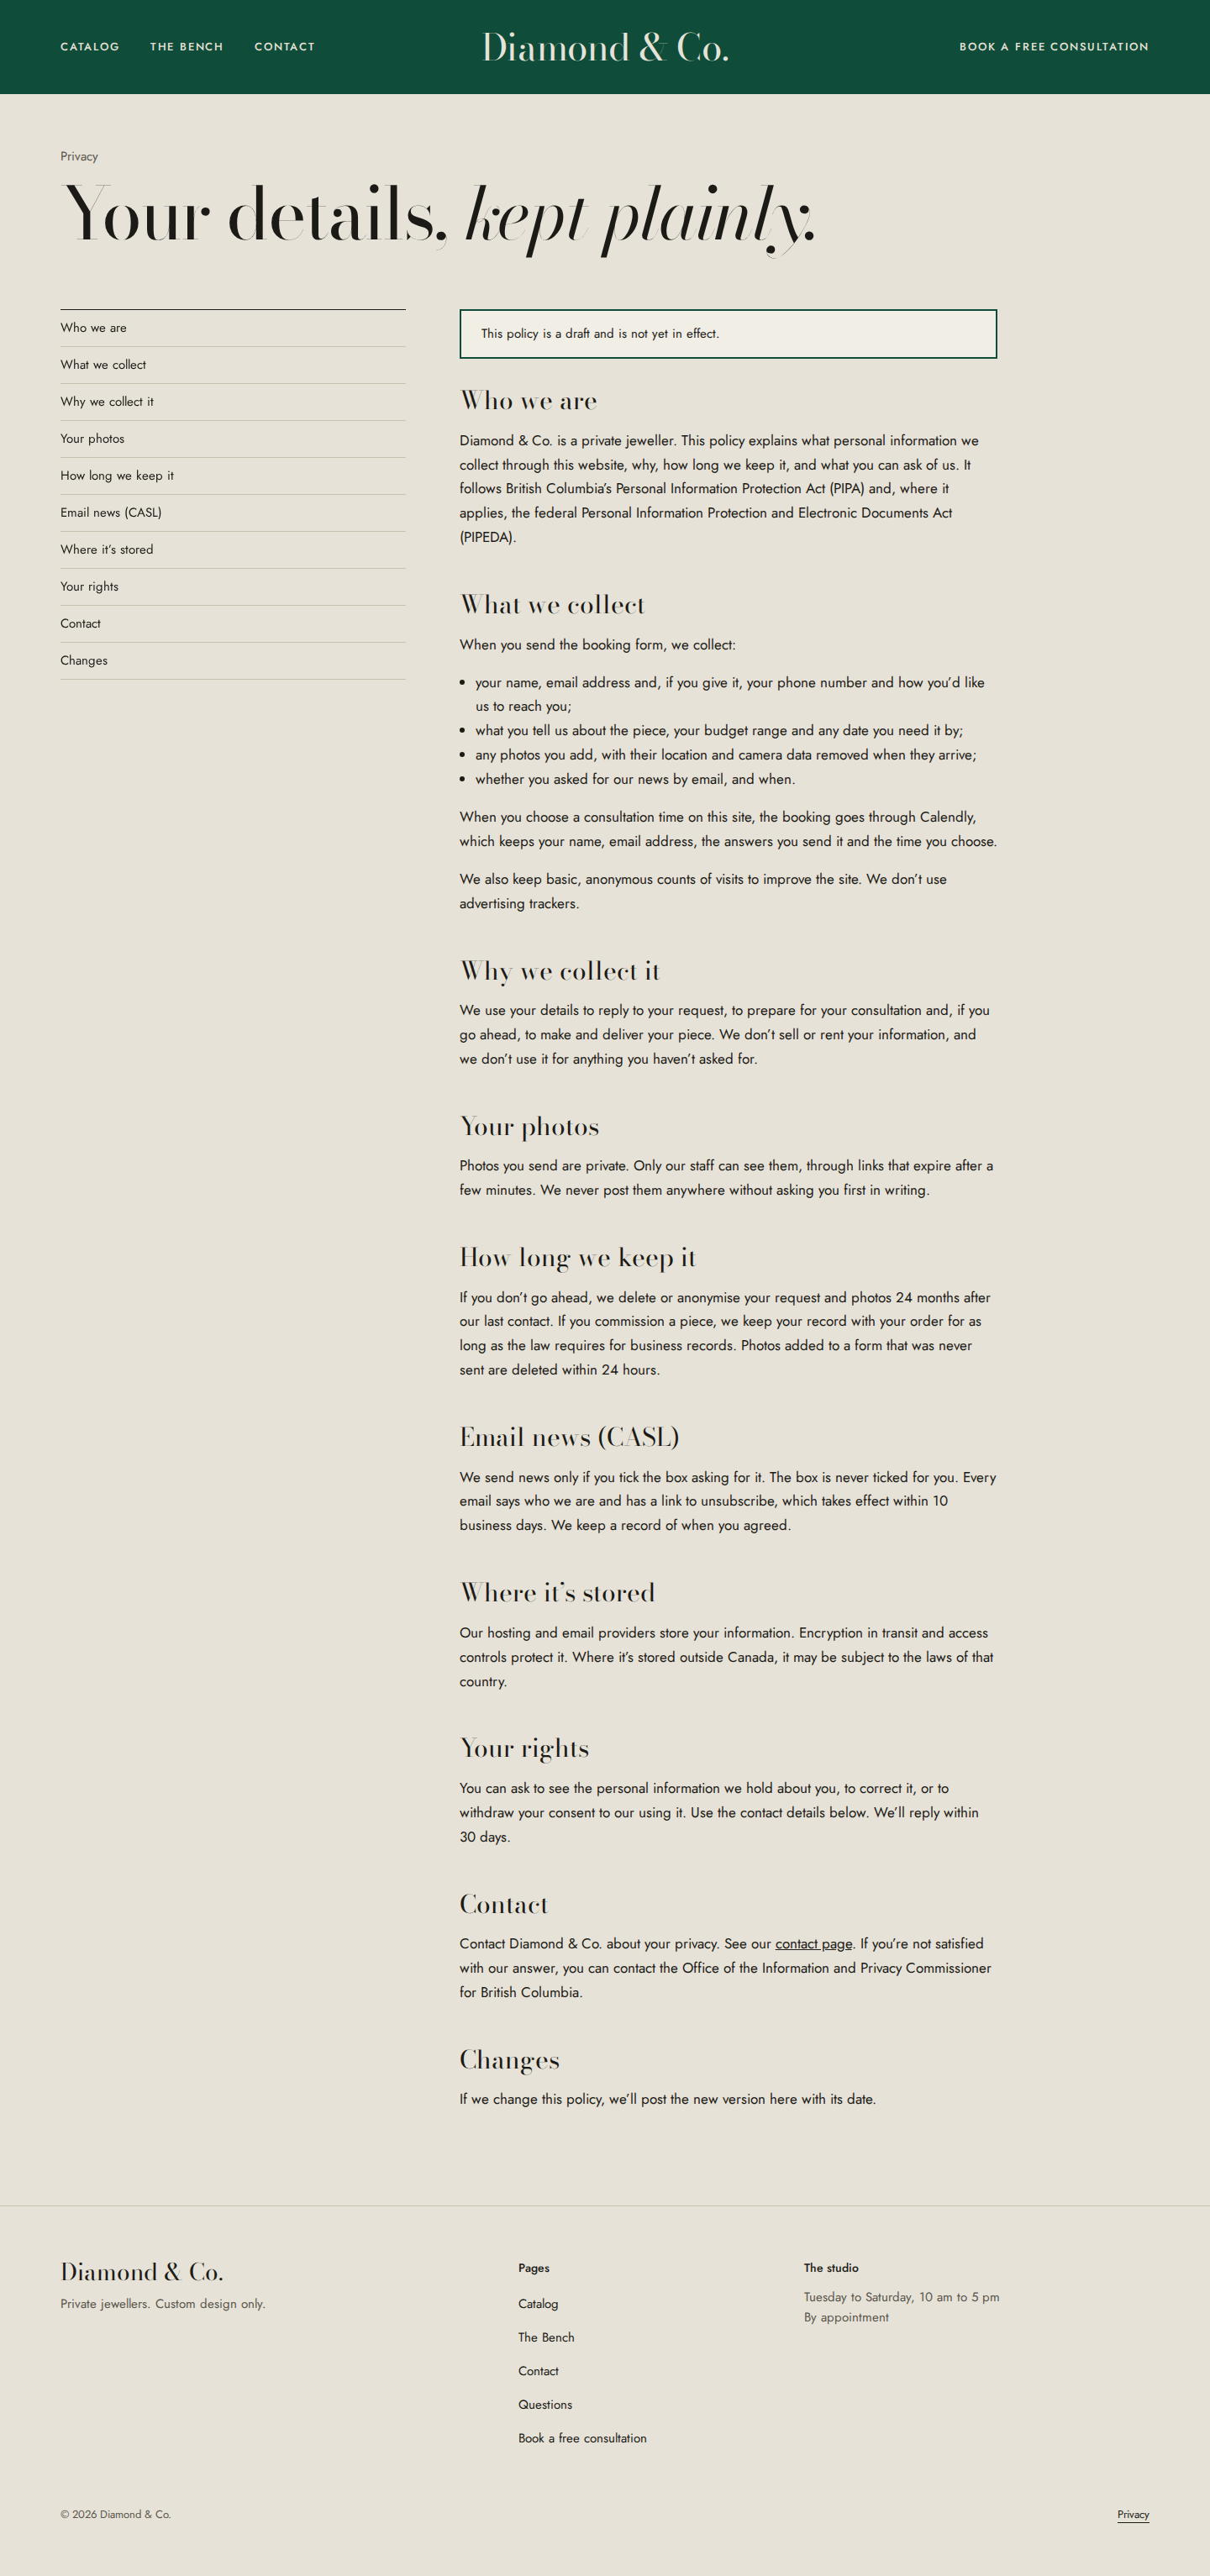 CATALOG THE BENCH CONTACT Diamond & Co. BOOK A FREE CONSULTATION
Privacy
Your details, kept plainly.
Who we are
What we collect
Why we collect it
Your photos
How long we keep it
Email news (CASL)
Where it’s stored
Your rights
Contact
Changes
This policy is a draft and is not yet in effect.
Who we are
Diamond & Co. is a private jeweller. This policy explains what personal information we
collect through this website, why, how long we keep it, and what you can ask of us. It
follows British Columbia’s Personal Information Protection Act (PIPA) and, where it
applies, the federal Personal Information Protection and Electronic Documents Act
(PIPEDA).
What we collect
When you send the booking form, we collect:
• your name, email address and, if you give it, your phone number and how you’d like
us to reach you;
• what you tell us about the piece, your budget range and any date you need it by;
• any photos you add, with their location and camera data removed when they arrive;
• whether you asked for our news by email, and when.
When you choose a consultation time on this site, the booking goes through Calendly,
which keeps your name, email address, the answers you send it and the time you choose.
We also keep basic, anonymous counts of visits to improve the site. We don’t use
advertising trackers.
Why we collect it
We use your details to reply to your request, to prepare for your consultation and, if you
go ahead, to make and deliver your piece. We don’t sell or rent your information, and
we don’t use it for anything you haven’t asked for.
Your photos
Photos you send are private. Only our staff can see them, through links that expire after a
few minutes. We never post them anywhere without asking you first in writing.
How long we keep it
If you don’t go ahead, we delete or anonymise your request and photos 24 months after
our last contact. If you commission a piece, we keep your record with your order for as
long as the law requires for business records. Photos added to a form that was never
sent are deleted within 24 hours.
Email news (CASL)
We send news only if you tick the box asking for it. The box is never ticked for you. Every
email says who we are and has a link to unsubscribe, which takes effect within 10
business days. We keep a record of when you agreed.
Where it’s stored
Our hosting and email providers store your information. Encryption in transit and access
controls protect it. Where it’s stored outside Canada, it may be subject to the laws of that
country.
Your rights
You can ask to see the personal information we hold about you, to correct it, or to
withdraw your consent to our using it. Use the contact details below. We’ll reply within
30 days.
Contact
Contact Diamond & Co. about your privacy. See our contact page. If you’re not satisfied
with our answer, you can contact the Office of the Information and Privacy Commissioner
for British Columbia.
Changes
If we change this policy, we’ll post the new version here with its date.
Diamond & Co.
Private jewellers. Custom design only.
Pages
Catalog
The Bench
Contact
Questions
Book a free consultation
The studio
Tuesday to Saturday, 10 am to 5 pm
By appointment
© 2026 Diamond & Co.
Privacy